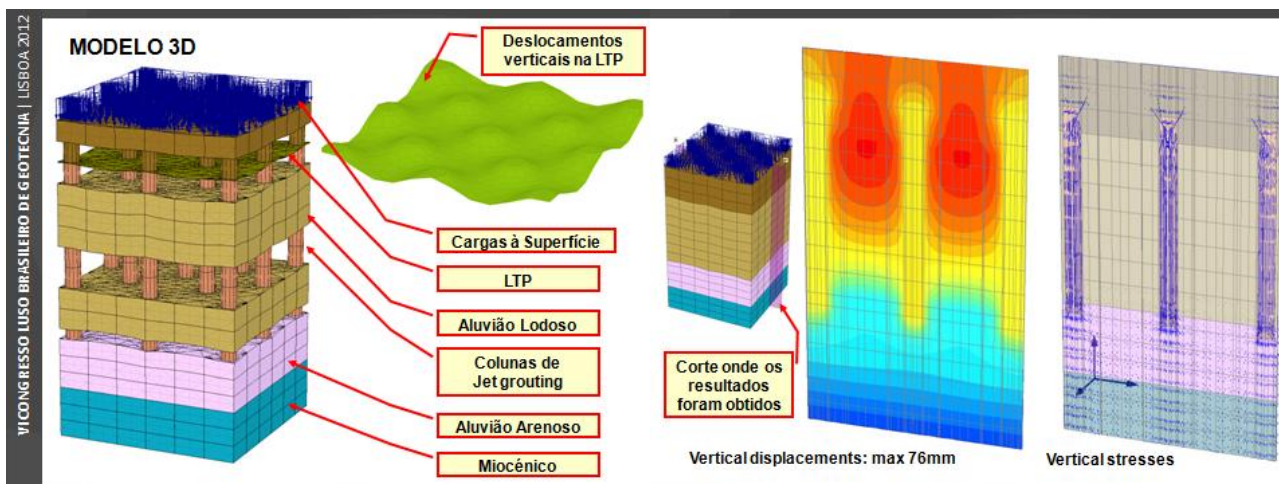 VI CONGRESSO LUSO BRASILEIRO DE GEOTECNIA | LISBOA 2012
MODELO 3D
Deslocamentos
verticais na LTP
Cargas à Superfície
LTP
Aluvião Lodoso
Colunas de
Jet grouting
Aluvião Arenoso
Miocénico
Corte onde os
resultados
foram obtidos
Vertical displacements: max 76mm
Vertical stresses